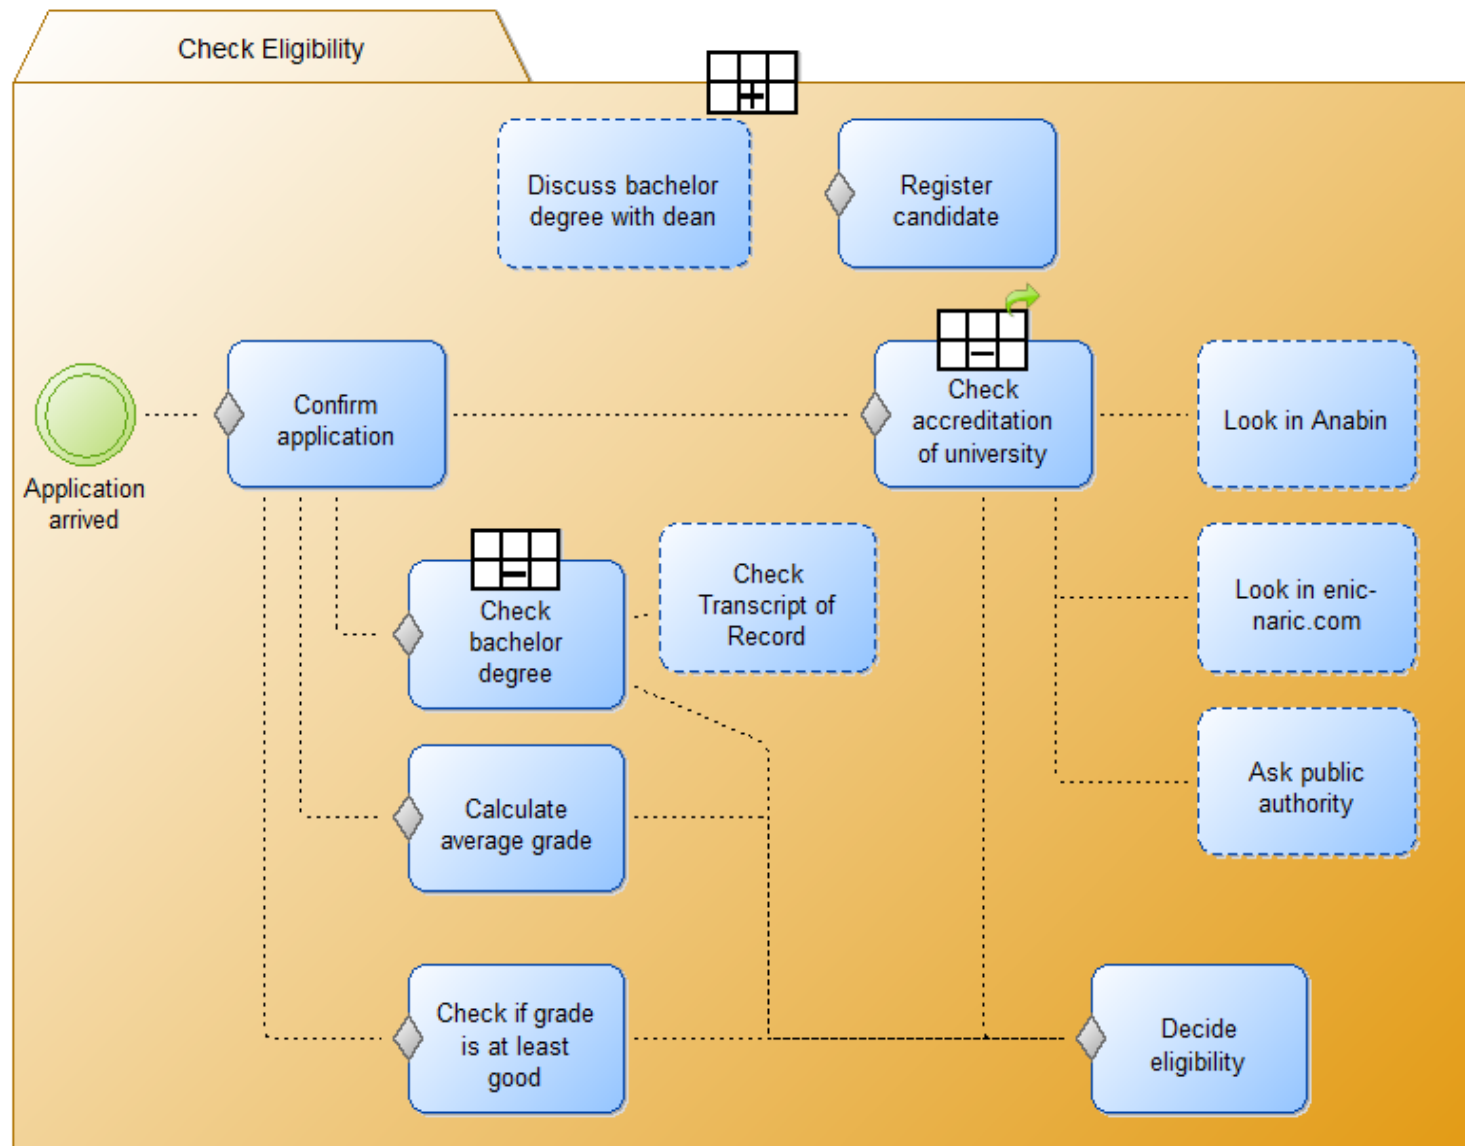 Check Eligibility
Discuss bachelor
degree with dean
Register
candidate
Application
arrived
Confirm
application
Check
accreditation
of university
Look in Anabin
Check
bachelor
degree
Check
Transcript of
Record
Look in enic-
naric.com
Calculate
average grade
Ask public
authority
Check if grade
is at least
good
Decide
eligibility